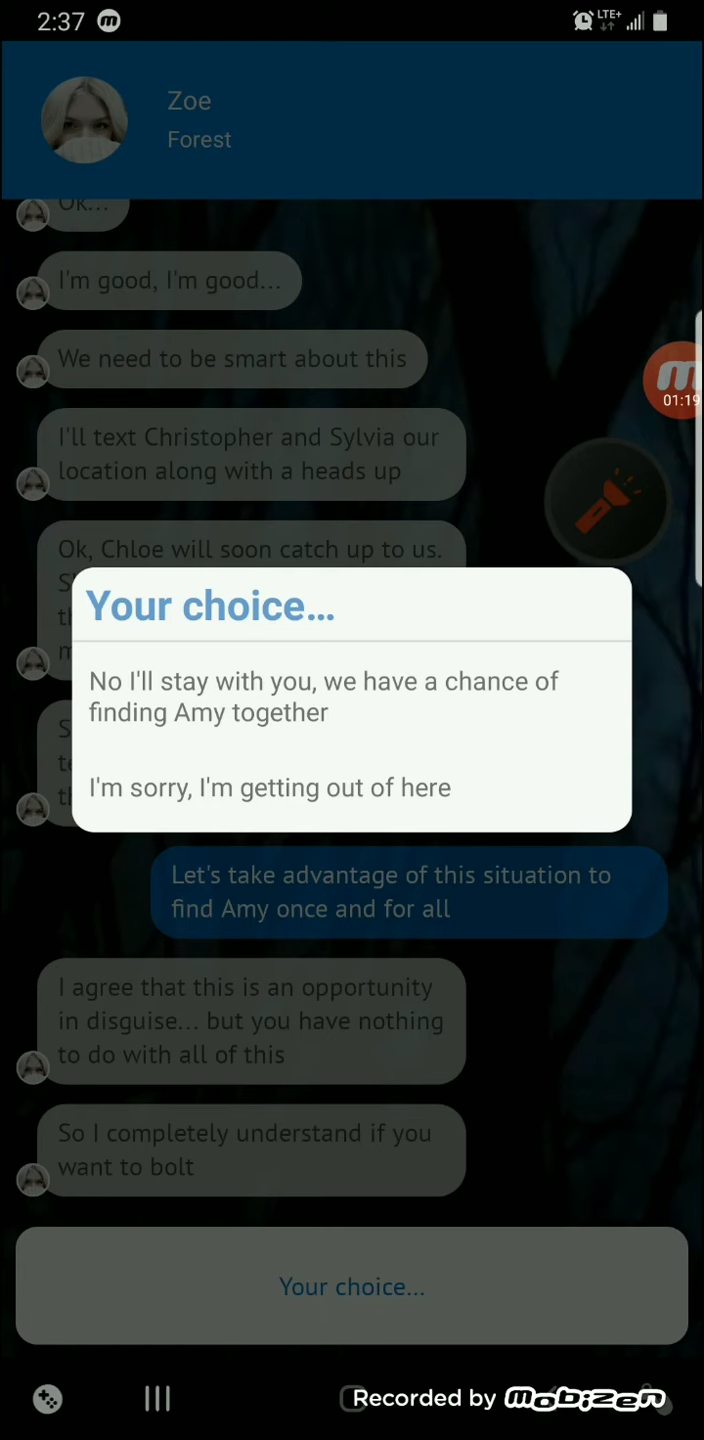 2:37
LTE+
Zoe
Forest
Ok...
I'm good, I'm good...
We need to be smart about this
01:19
I'll text Christopher and Sylvia our
location along with a heads up
Ok, Chloe will soon catch up to us.
Your choice...
No I'll stay with you, we have a chance of
finding Amy together
I'm sorry, I'm getting out of here
Let's take advantage of this situation to
find Amy once and for all
I agree that this is an opportunity
in disguise... but you have nothing
to do with all of this
So I completely understand if you
want to bolt
Your choice...
Recorded by mobizen